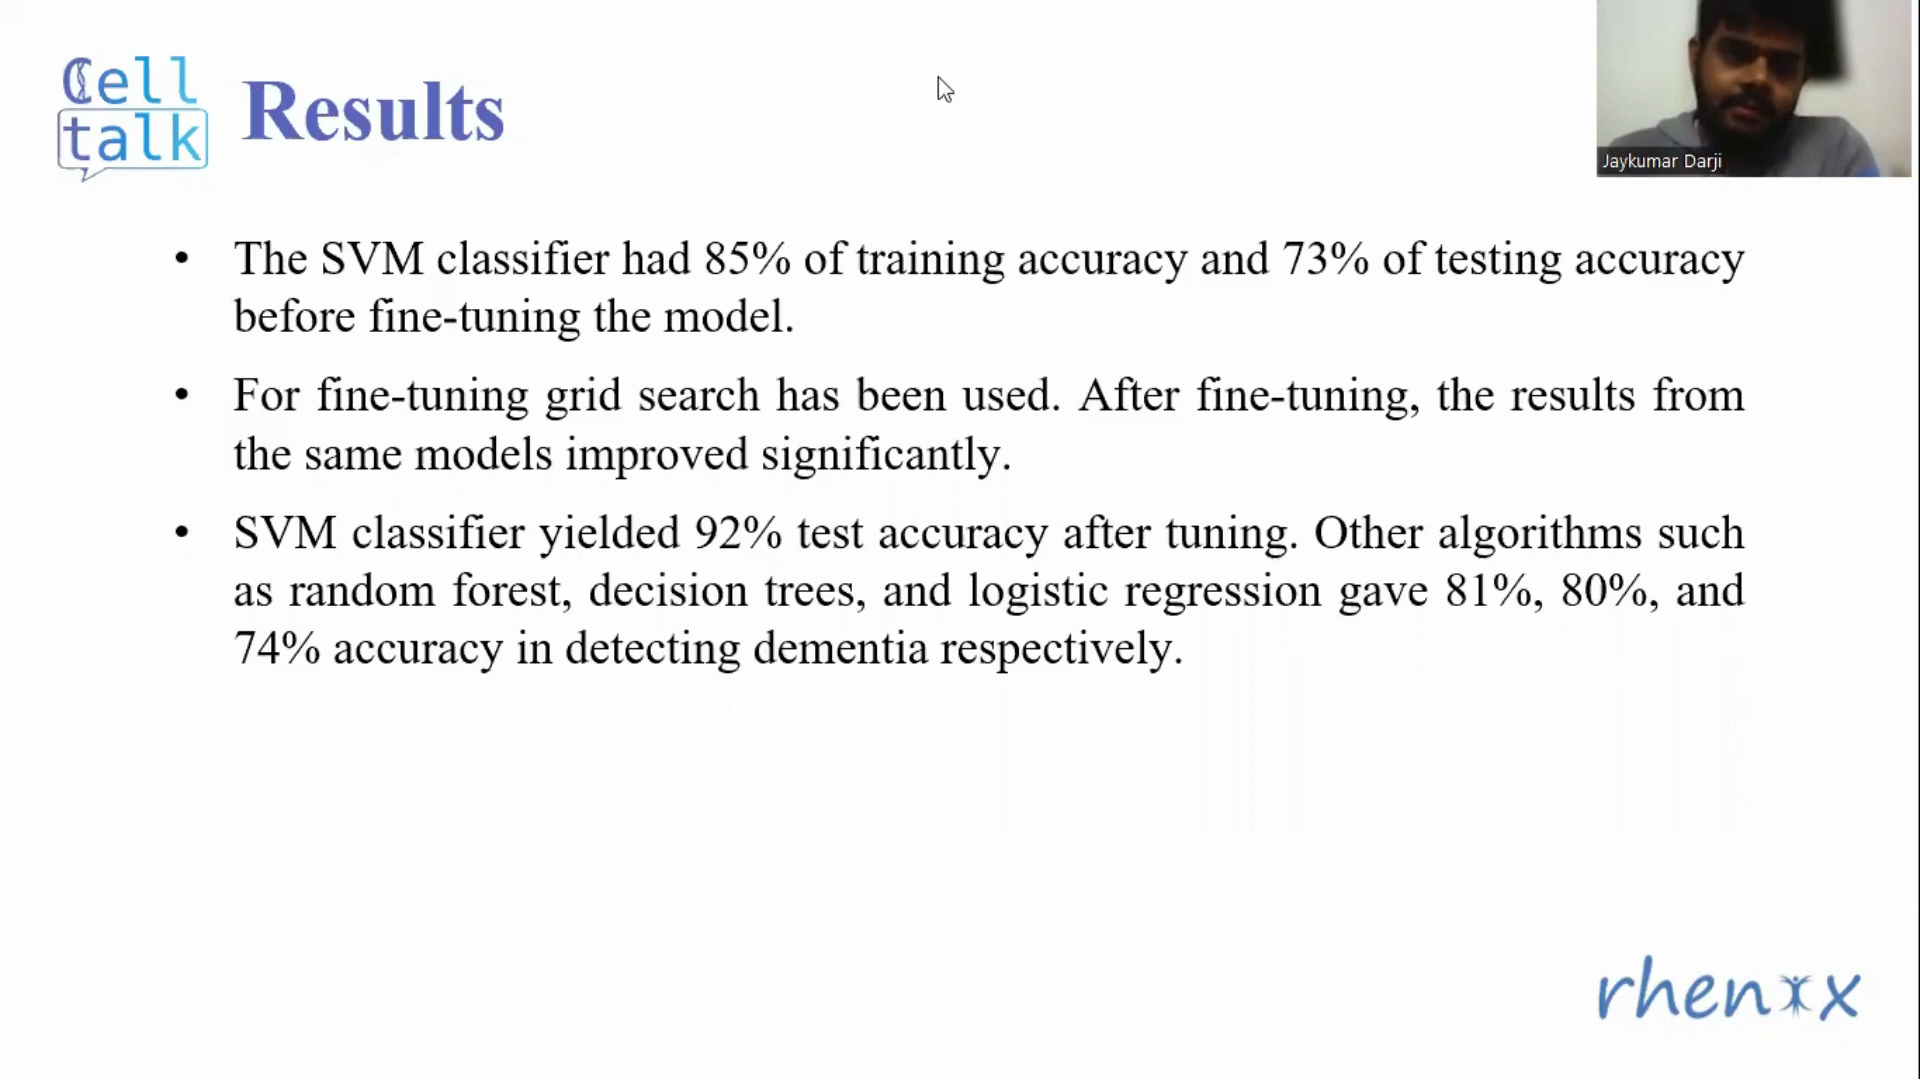 Cell
talk
Results
Jaykumar Darji
• The SVM classifier had 85% of training accuracy and 73% of testing accuracy
before fine-tuning the model.
• For fine-tuning grid search has been used. After fine-tuning, the results from
the same models improved significantly.
• SVM classifier yielded 92% test accuracy after tuning. Other algorithms such
as random forest, decision trees, and logistic regression gave 81%, 80%, and
74% accuracy in detecting dementia respectively.
rhenix